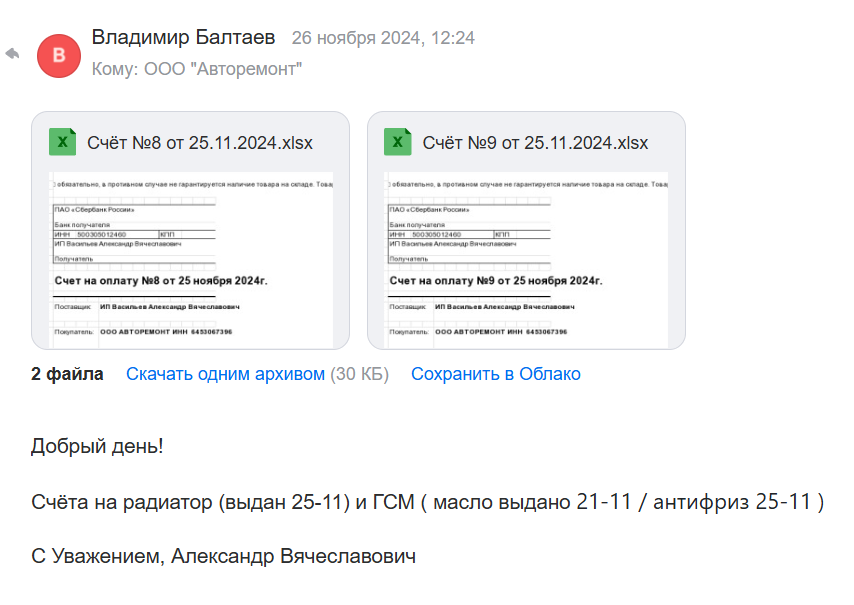 Владимир Балтаев 26 ноября 2024, 12:24
В
Кому: ООО "Авторемонт"
Счёт №8 от 25.11.2024.xlsx
обязательно, в противном случае не гарантируется наличие товара на складе. Това
ПАО «Сбербанк России»
Банк получателя
ИНН 500305012460 КПП
ИП Васильев Александр Вячеславович
Получатель
Счет на оплату №8 от 25 ноября 2024г.
Поставщик: ИП Васильев Александр Вячеславович
Покупатель: ООО АВТОРЕМОНТ ИНН 6453067396
Счёт №9 от 25.11.2024.xlsx
обязательно, в противном случае не гарантируется наличие товара на складе. Това
ПАО «Сбербанк России»
Банк получателя
ИНН 500305012460 КПП
ИП Васильев Александр Вячеславович
Получатель
Счет на оплату №9 от 25 ноября 2024г.
Поставщик: ИП Васильев Александр Вячеславович
Покупатель: ООО АВТОРЕМОНТ ИНН 6453067396
2 файла Скачать одним архивом (30 КБ) Сохранить в Облако
Добрый день!
Счёта на радиатор (выдан 25-11) и ГСМ ( масло выдано 21-11 / антифриз 25-11 )
С Уважением, Александр Вячеславович